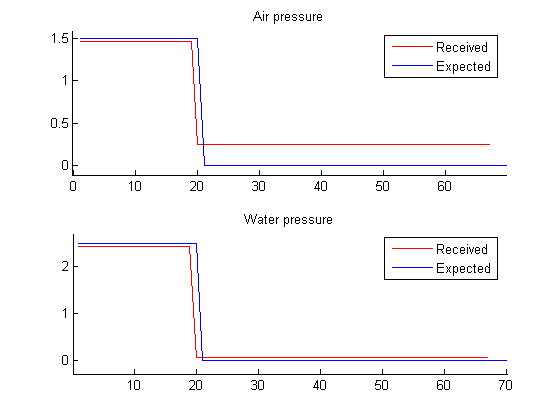 Air pressure
1.5
1
0.5
0
Received
Expected
0 10 20 30 40 50 60
Water pressure
2
1
0
Received
Expected
10 20 30 40 50 60 70